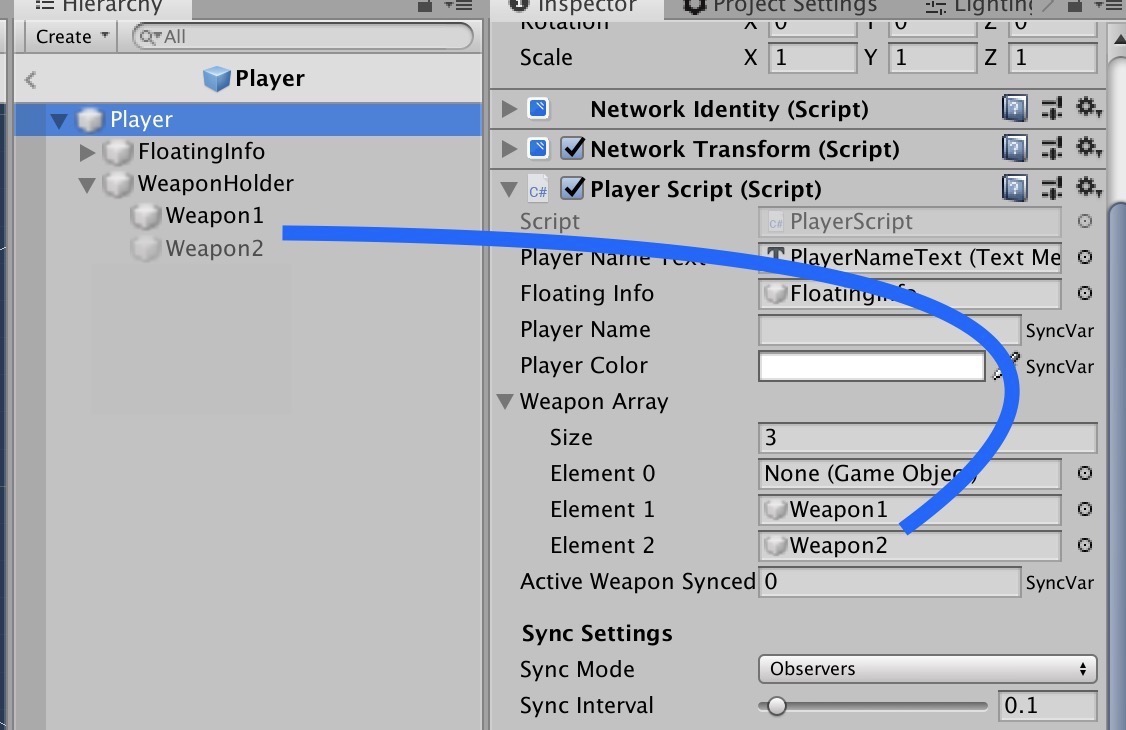 Hierarchy
Create
All
Player
Player
FloatingInfo
WeaponHolder
Weapon1
Weapon2
Inspector
Project Settings
Lighting
Rotation X 0 Y 0 Z 0
Scale X 1 Y 1 Z 1
Network Identity (Script)
Network Transform (Script)
C# Player Script (Script)
Script C# PlayerScript
Player Name Text PlayerNameText (Text Me
Floating Info FloatingInfo
Player Name SyncVar
Player Color SyncVar
Weapon Array
Size 3
Element 0 None (Game Object)
Element 1 Weapon1
Element 2 Weapon2
Active Weapon Synced 0 SyncVar
Sync Settings
Sync Mode Observers
Sync Interval 0.1